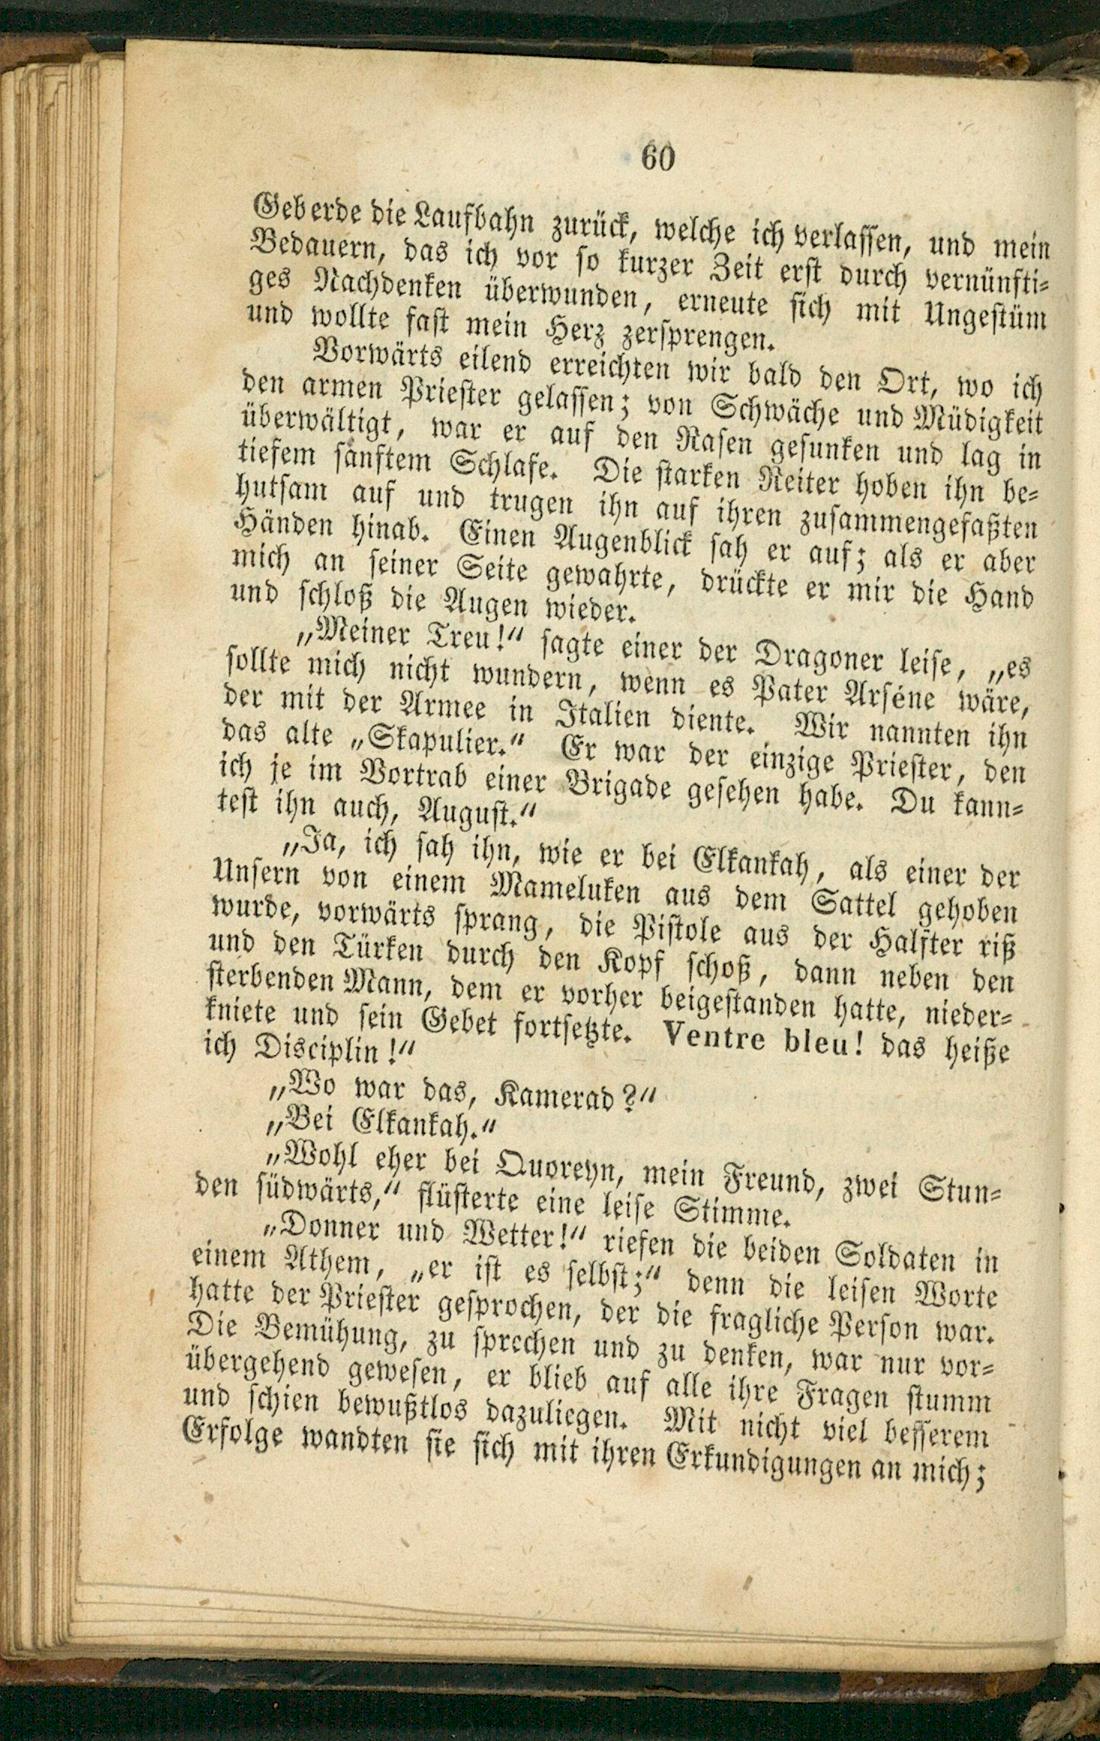 60
Geberde die Laufbahn zurück, welche ich verlassen, und mein
Bedauern, das ich vor so kurzer Zeit erst durch vernünfti-
ges Nachdenken überwunden, erneute sich mit Ungestüm
und wollte fast mein Herz zersprengen.
Vorwärts eilend erreichten wir bald den Ort, wo ich
den armen Priester gelassen; von Schwäche und Müdigkeit
überwältigt, war er auf den Rasen gesunken und lag in
tiefem sanftem Schlafe. Die starken Reiter hoben ihn be-
hutsam auf und trugen ihn auf ihren zusammengefaßten
Händen hinab. Einen Augenblick sah er auf; als er aber
mich an seiner Seite gewahrte, drückte er mir die Hand
und schloß die Augen wieder.
„Meiner Treu!“ sagte einer der Dragoner leise, „es
sollte mich nicht wundern, wenn es Pater Arséne wäre,
der mit der Armee in Italien diente. Wir nannten ihn
das alte „Skapulier.“ Er war der einzige Priester, den
ich je im Vortrab einer Brigade gesehen habe. Du kann-
test ihn auch, August.“
„Ja, ich sah ihn, wie er bei Elkankah, als einer der
Unsern von einem Mameluken aus dem Sattel gehoben
wurde, vorwärts sprang, die Pistole aus der Halfter riß
und den Türken durch den Kopf schoß, dann neben den
sterbenden Mann, dem er vorher beigestanden hatte, nieder-
kniete und sein Gebet fortsetzte. Ventre bleu! das heiße
ich Disciplin!“
„Wo war das, Kamerad?“
„Bei Elkankah.“
„Wohl eher bei Quoreyn, mein Freund, zwei Stun-
den südwärts,“ flüsterte eine leise Stimme.
„Donner und Wetter!“ riefen die beiden Soldaten in
einem Athem, „er ist es selbst;“ denn die leisen Worte
hatte der Priester gesprochen, der die fragliche Person war.
Die Bemühung, zu sprechen und zu denken, war nur vor-
übergehend gewesen, er blieb auf alle ihre Fragen stumm
und schien bewußtlos dazuliegen. Mit nicht viel besserem
Erfolge wandten sie sich mit ihren Erkundigungen an mich;